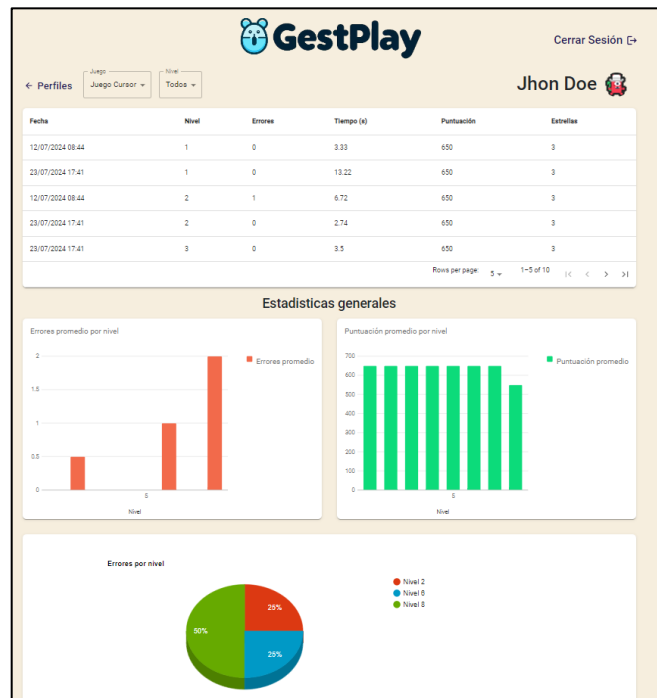 GestPlay
Cerrar Sesión
Perfiles
Juego
Juego Cursor
Nivel
Todos
Jhon Doe
Fecha Nivel Errores Tiempo (s) Puntuación Estrellas
12/07/2024 08:44 1 0 3.33 650 3
23/07/2024 17:41 1 0 13.22 650 3
12/07/2024 08:44 2 1 6.72 650 3
23/07/2024 17:41 2 0 2.74 650 3
23/07/2024 17:41 3 0 3.5 650 3
Rows per page: 5 1–5 of 10
Estadisticas generales
Errores promedio por nivel
2
1.5
1
0.5
0
5
Nivel
Errores promedio
Puntuación promedio por nivel
700
600
500
400
300
200
100
0
5
Nivel
Puntuación promedio
Errores por nivel
25%
50%
25%
Nivel 2
Nivel 6
Nivel 8